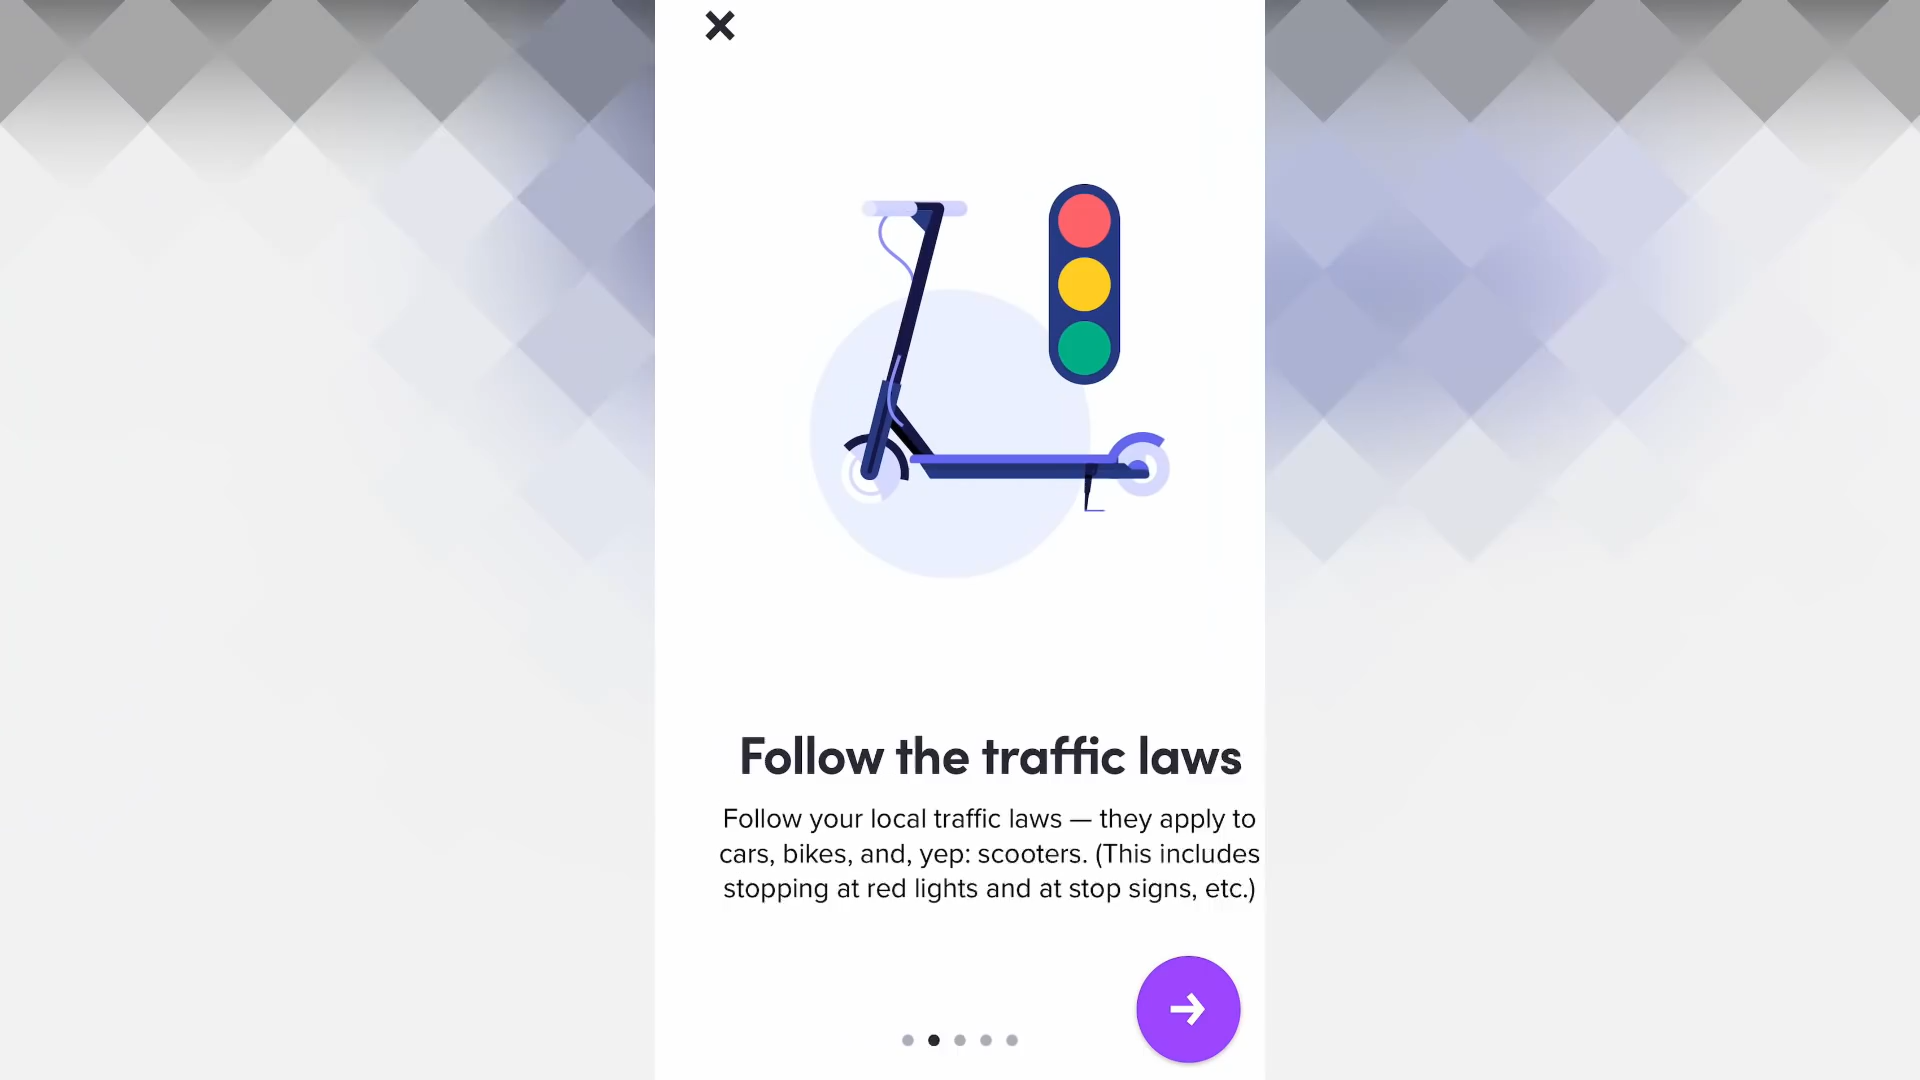 Follow the traffic laws
Follow your local traffic laws — they apply to
cars, bikes, and, yep: scooters. (This includes
stopping at red lights and at stop signs, etc.)